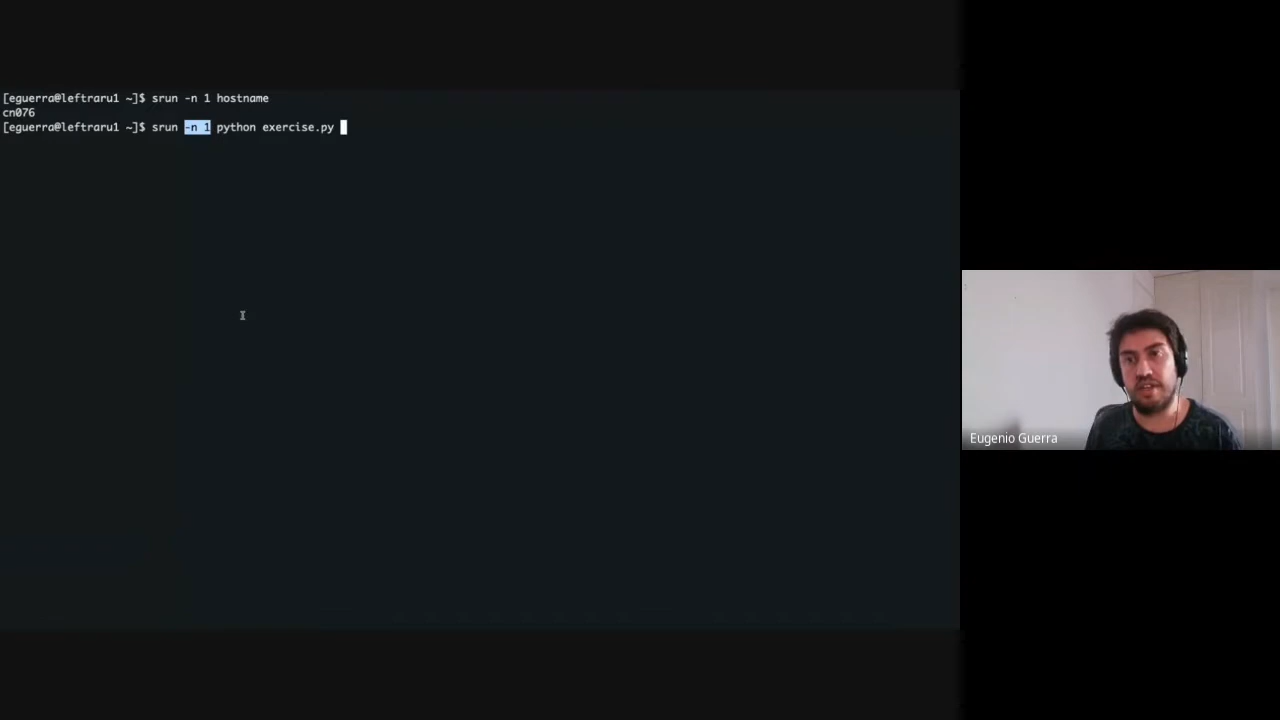 [eguerra@leftraru1 ~]$ srun -n 1 hostname
cn076
[eguerra@leftraru1 ~]$ srun -n 1 python exercise.py
Eugenio Guerra